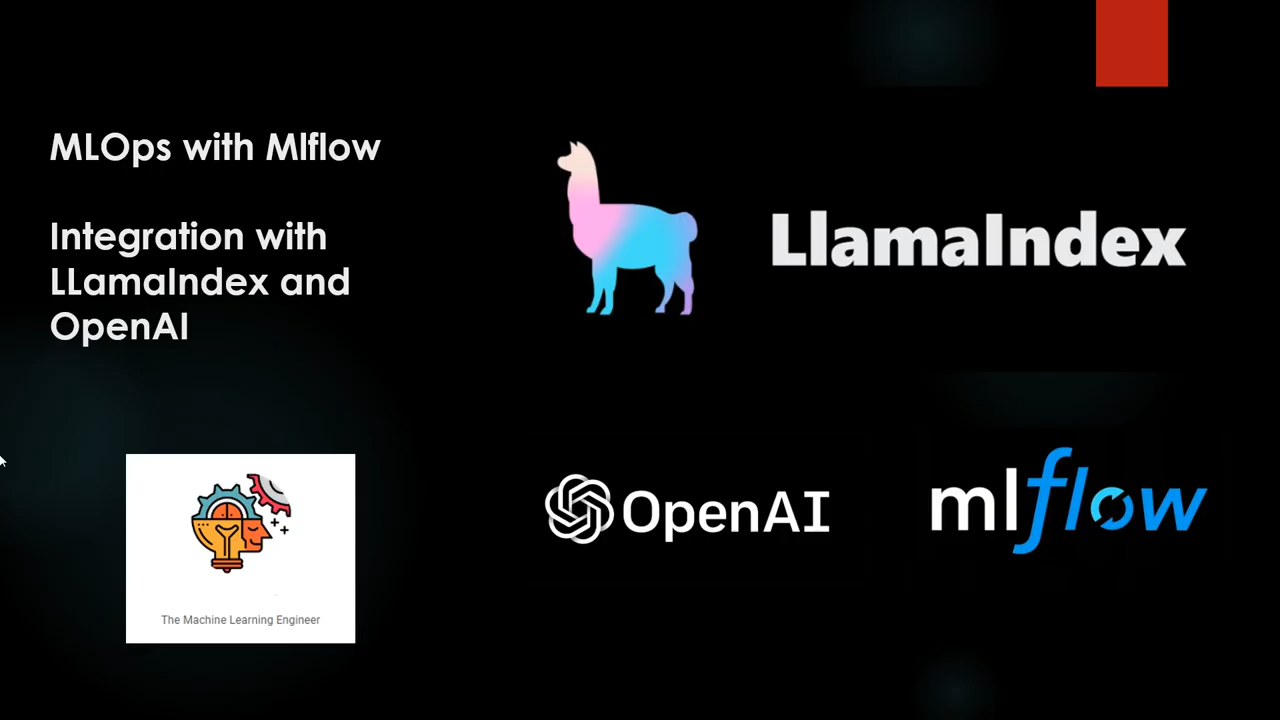 MLOps with Mlflow
Integration with
LLamaIndex and
OpenAI
LlamaIndex
OpenAI
mlflow
The Machine Learning Engineer